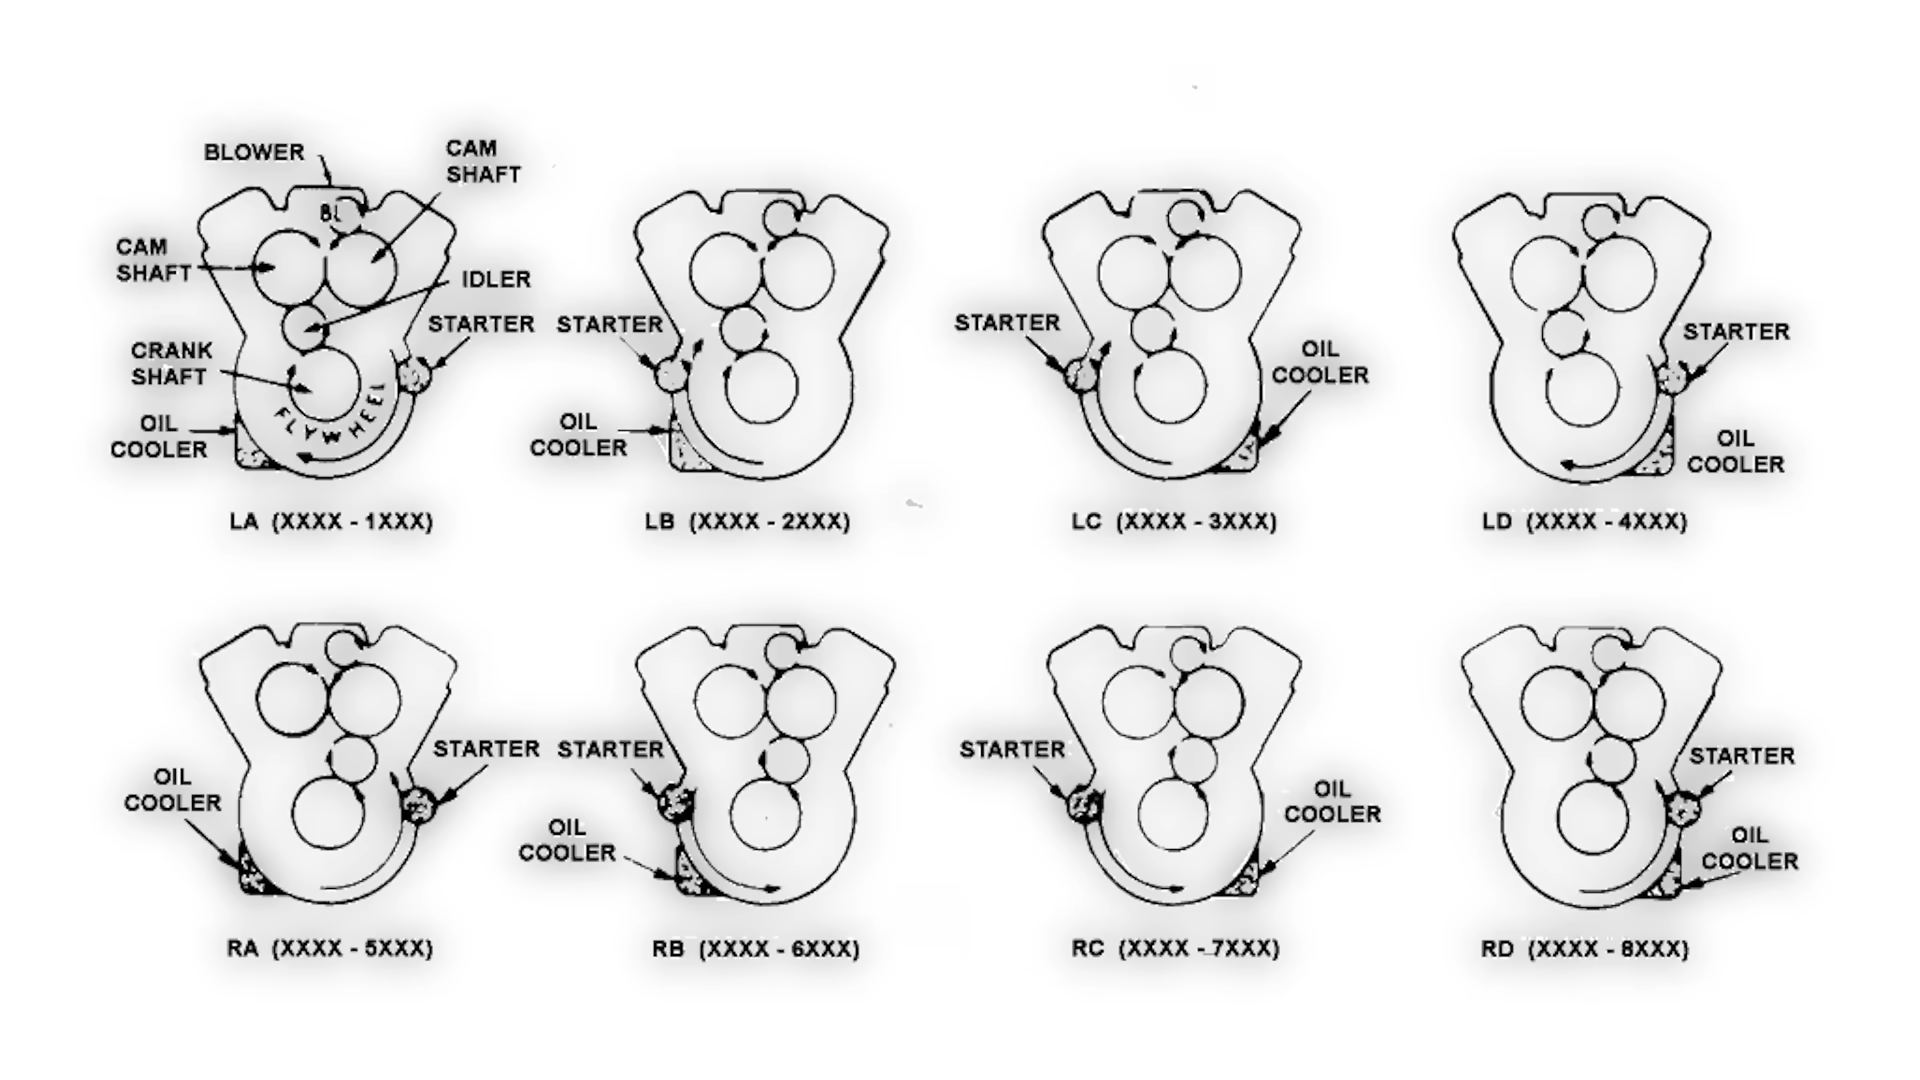 BLOWER
CAM
SHAFT
BL
CAM
SHAFT
IDLER
STARTER
CRANK
SHAFT
FLYWHEEL
OIL
COOLER
LA (XXXX - 1XXX)
STARTER
OIL
COOLER
LB (XXXX - 2XXX)
STARTER
OIL
COOLER
LC (XXXX - 3XXX)
STARTER
OIL
COOLER
LD (XXXX - 4XXX)
STARTER
OIL
COOLER
RA (XXXX - 5XXX)
STARTER
OIL
COOLER
RB (XXXX - 6XXX)
STARTER
OIL
COOLER
RC (XXXX - 7XXX)
STARTER
OIL
COOLER
RD (XXXX - 8XXX)